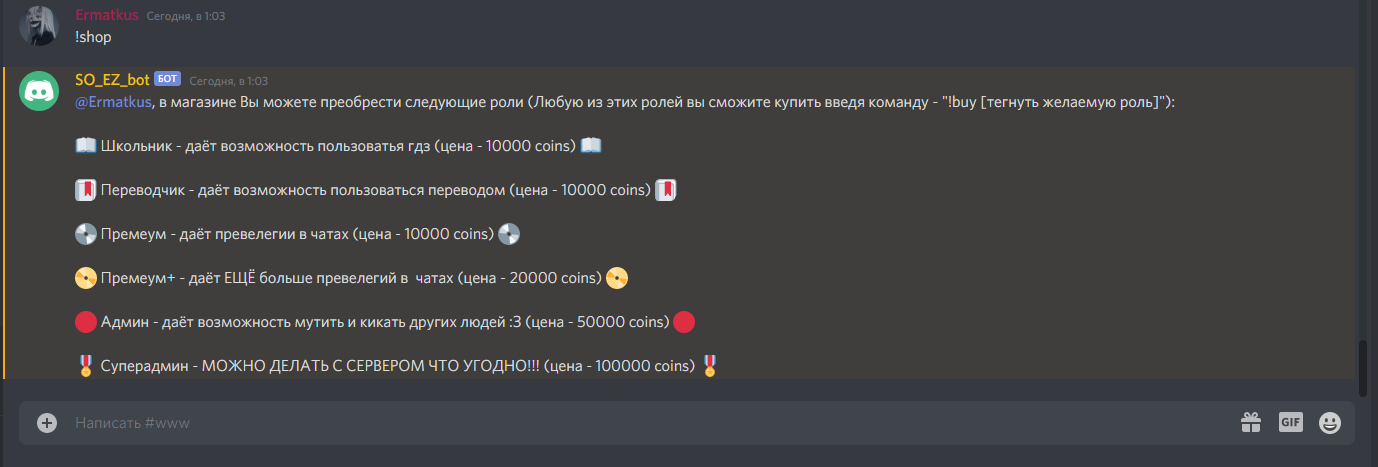 Ermatkus Сегодня, в 1:03
!shop
SO_EZ_bot БОТ Сегодня, в 1:03
@Ermatkus, в магазине Вы можете преобрести следующие роли (Любую из этих ролей вы сможите купить введя команду - "!buy [тегнуть желаемую роль]"):
Школьник - даёт возможность пользоватья гдз (цена - 10000 coins)
Переводчик - даёт возможность пользоваться переводом (цена - 10000 coins)
Премеум - даёт превелегии в чатах (цена - 10000 coins)
Премеум+ - даёт ЕЩЁ больше превелегий в чатах (цена - 20000 coins)
Админ - даёт возможность мутить и кикать других людей :3 (цена - 50000 coins)
Суперадмин - МОЖНО ДЕЛАТЬ С СЕРВЕРОМ ЧТО УГОДНО!!! (цена - 100000 coins)
Написать #www GIF